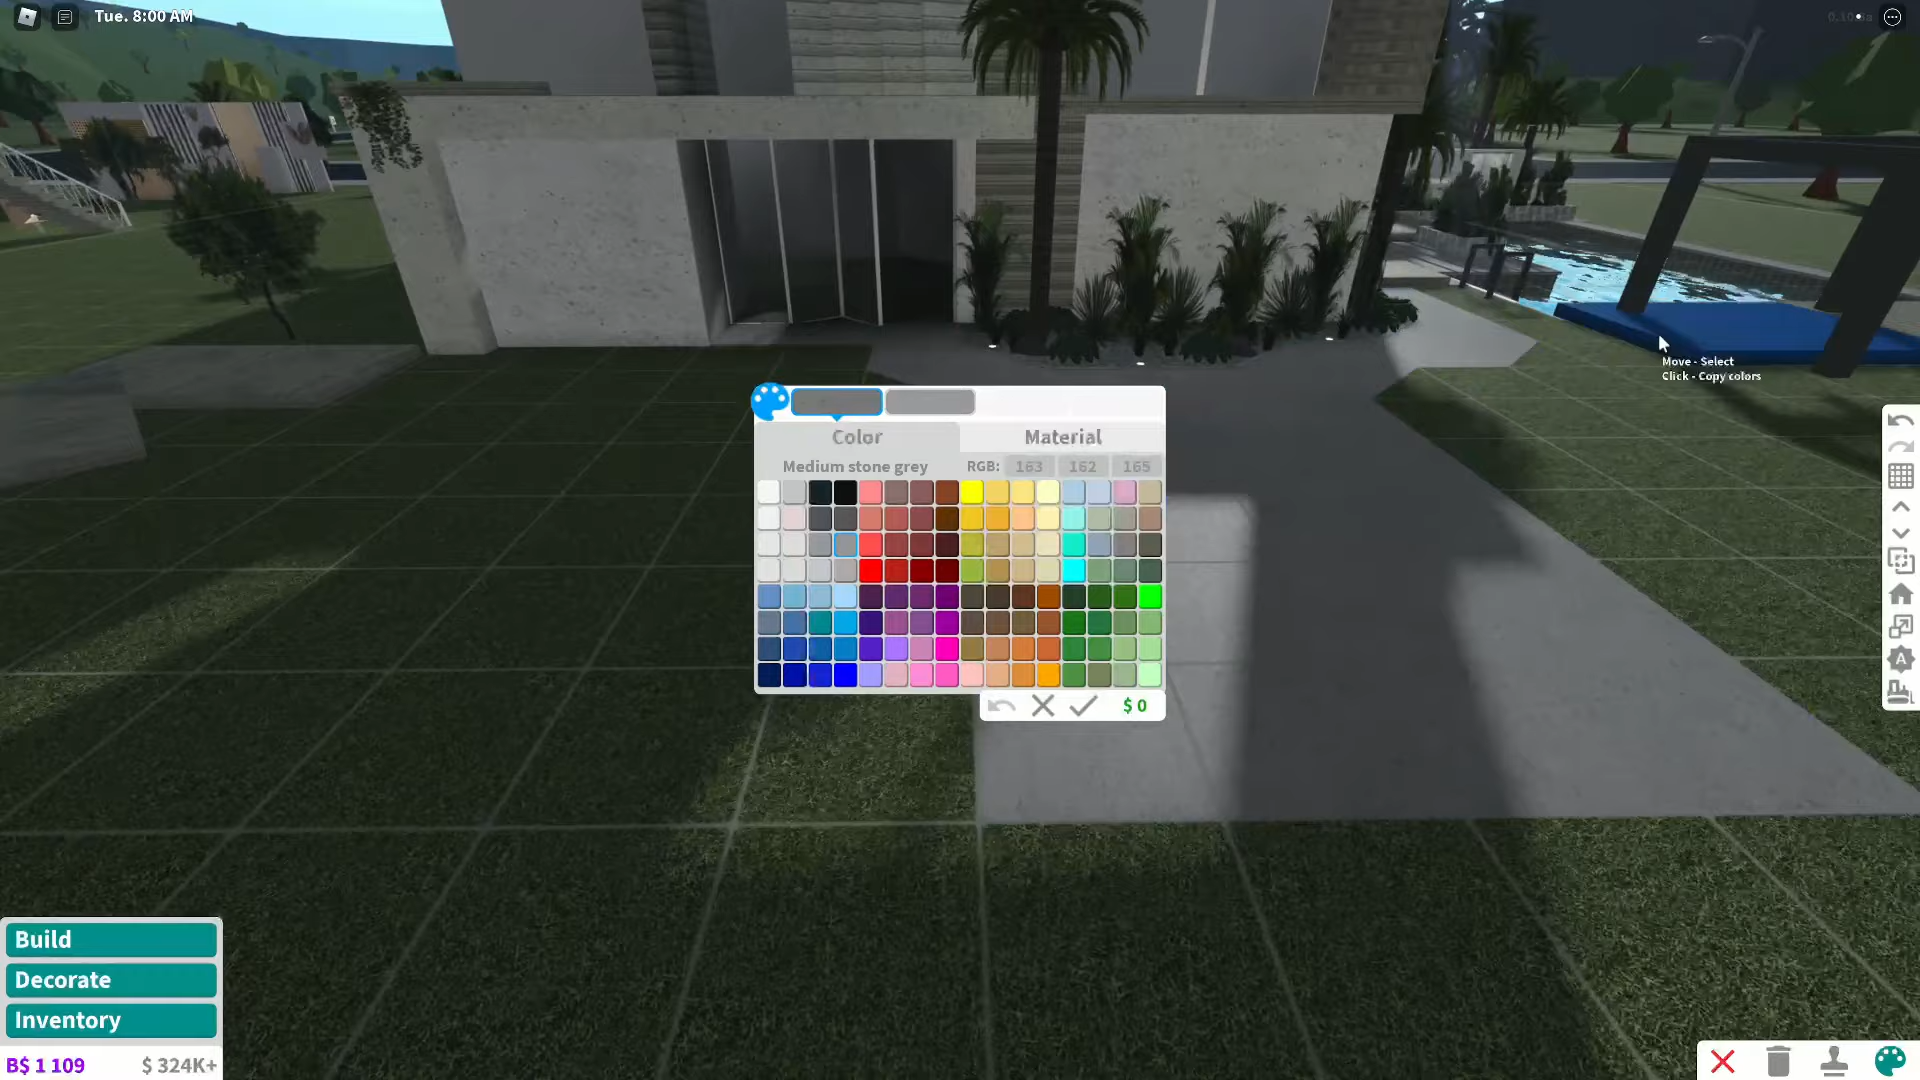 Tue. 8:00 AM
Move - Select
Click - Copy colors
Color
Material
Medium stone grey
RGB: 163 162 165
$ 0
A
Build
Decorate
Inventory
B$ 1 109
$ 324K+